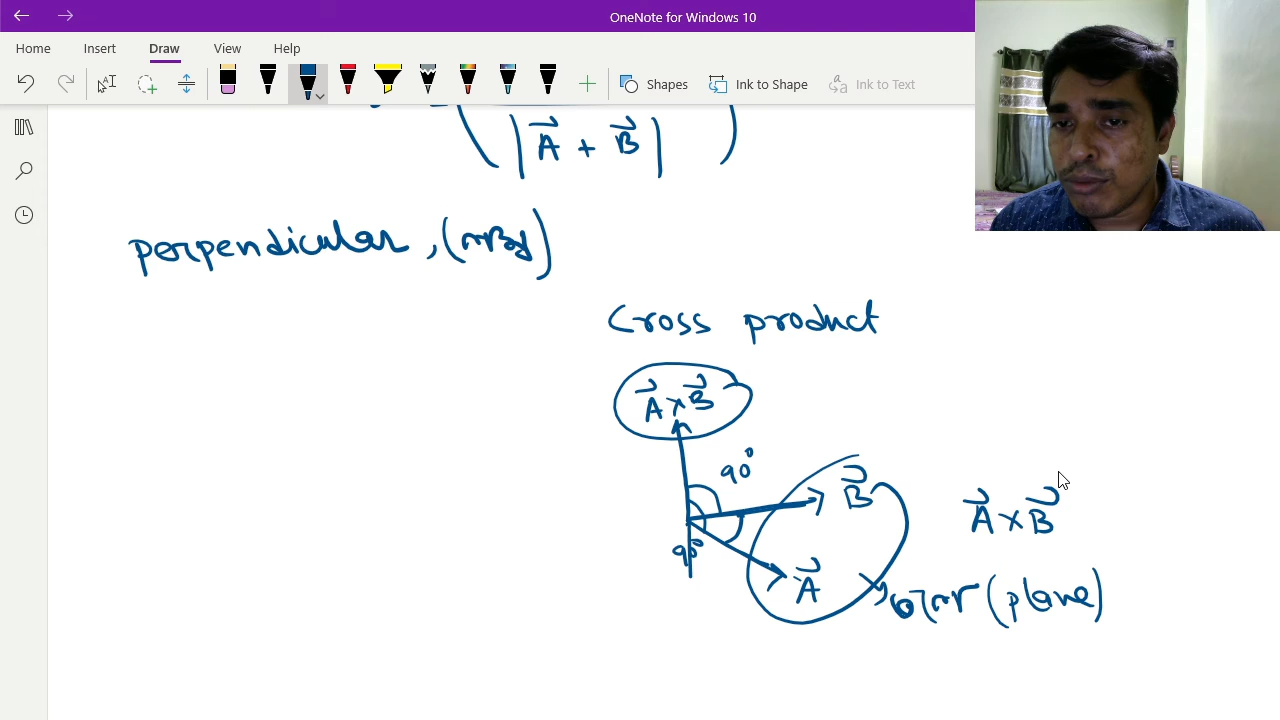 OneNote for Windows 10
Home Insert Draw View Help
Shapes Ink to Shape Ink to Text
|A⃗ + B⃗|
perpendicular, (লম্ব)
Cross product
A⃗ × B⃗
90°
B⃗
A⃗ × B⃗
90°
A⃗
(plane)